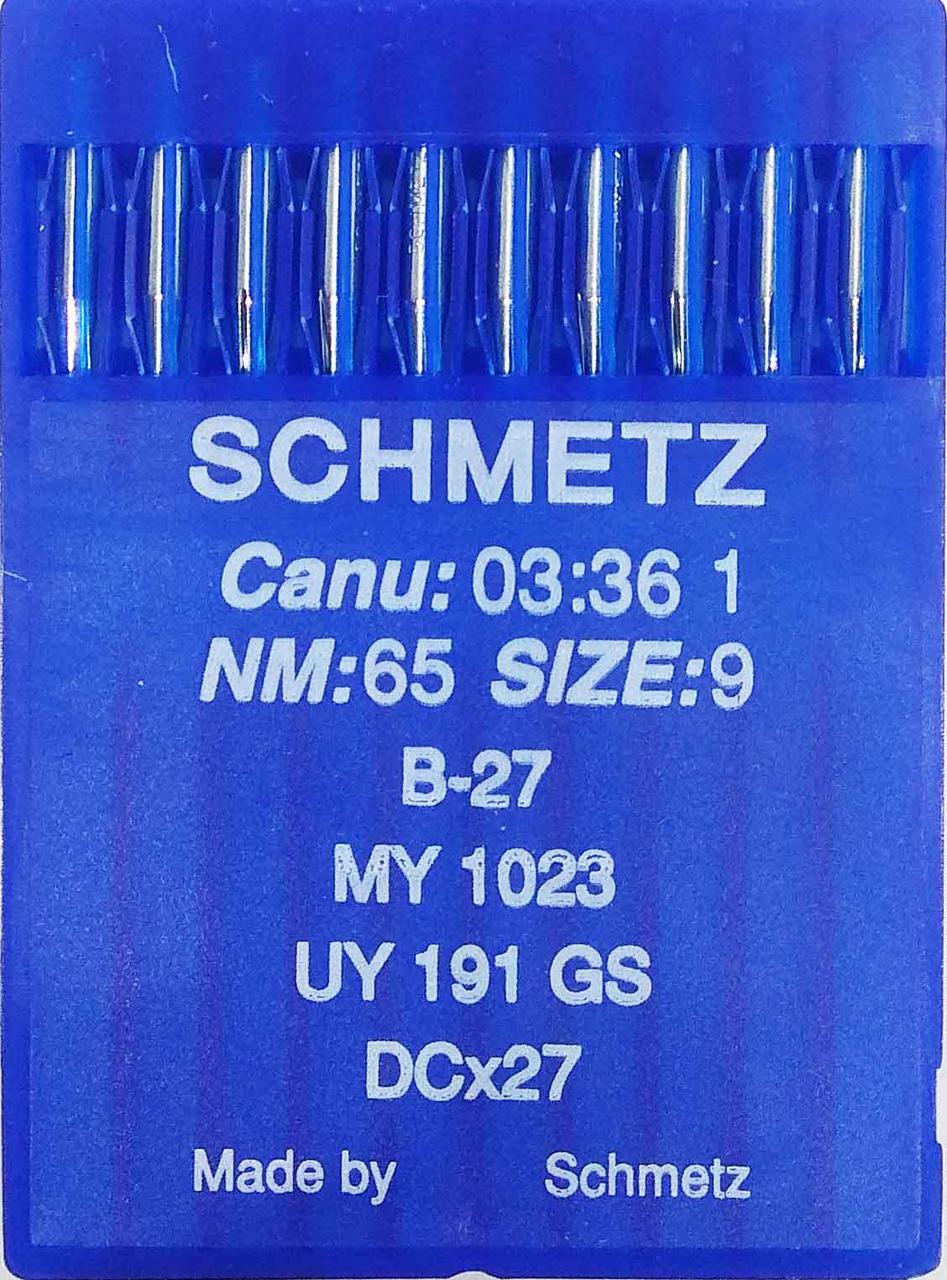 SCHMETZ
Canu: 03:36 1
NM:65 SIZE:9
B-27
MY 1023
UY 191 GS
DCx27
Made by Schmetz